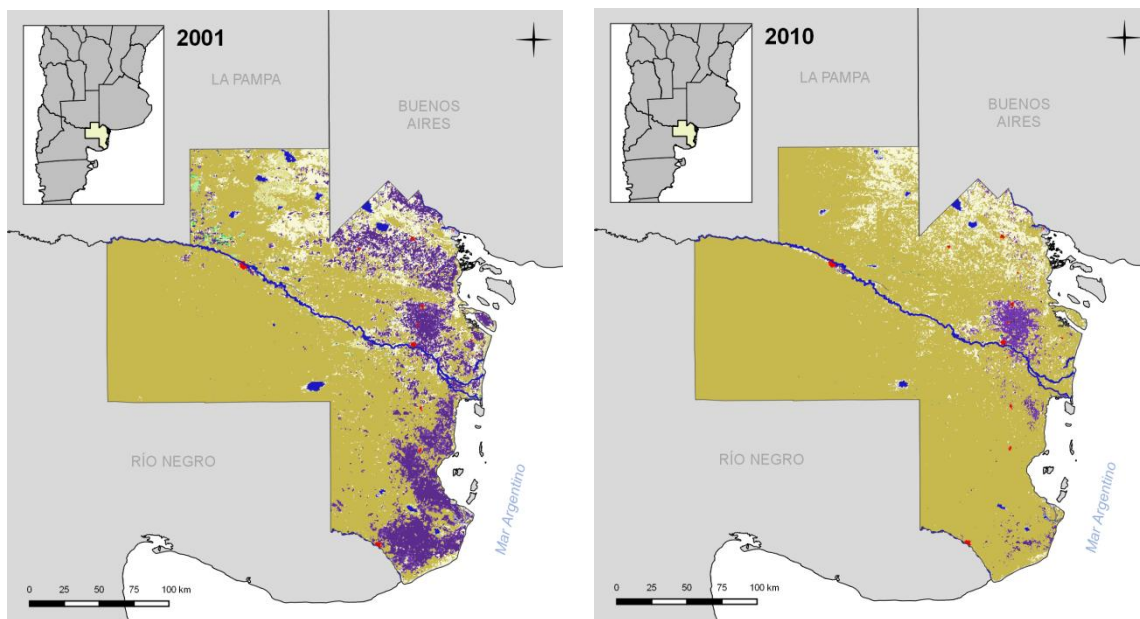 2001
LA PAMPA
BUENOS
AIRES
RÍO NEGRO
Mar Argentino
0 25 50 75 100 km
2010
LA PAMPA
BUENOS
AIRES
RÍO NEGRO
Mar Argentino
0 25 50 75 100 km